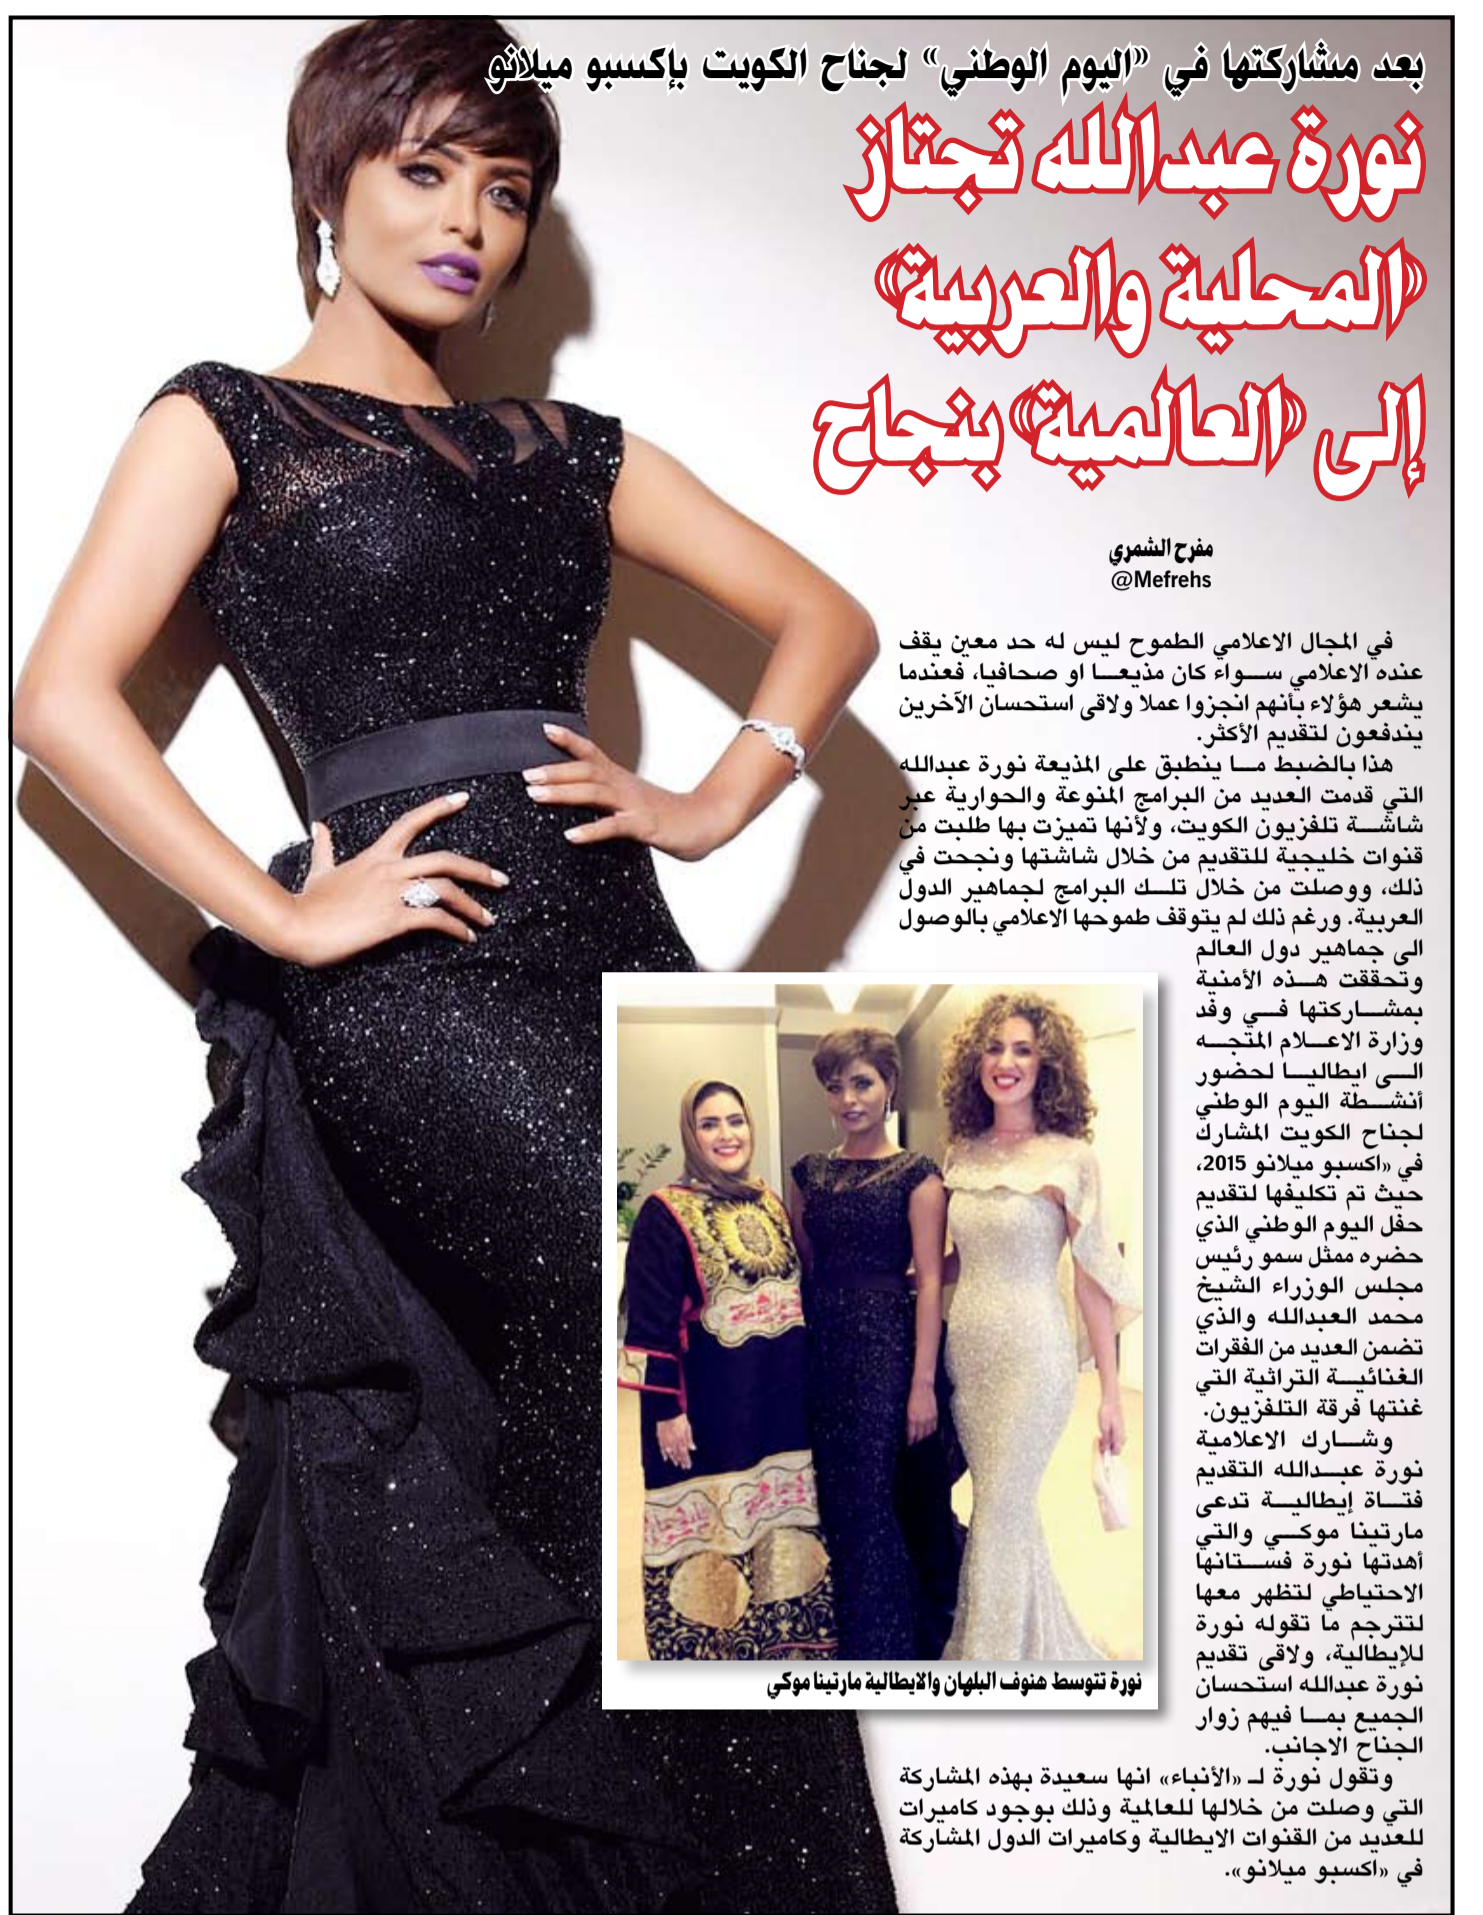 بعد مشاركتها في «اليوم الوطني» لجناح الكويت بإكسبو ميلانو
نورة عبدالله تجتاز
«المحلية والعربية»
إلى «العالمية» بنجاح
مفرح الشمري
@Mefrehs
في المجال الاعلامي الطموح ليس له حد معين يقف
عنده الاعلامي سواء كان مذيعا او صحافيا، فعندما
يشعر هؤلاء بأنهم انجزوا عملا ولاقى استحسان الآخرين
يندفعون لتقديم الأكثر.
هذا بالضبط ما ينطبق على المذيعة نورة عبدالله
التي قدمت العديد من البرامج المنوعة والحوارية عبر
شاشة تلفزيون الكويت، ولأنها تميزت بها طلبت من
قنوات خليجية للتقديم من خلال شاشتها ونجحت في
ذلك، ووصلت من خلال تلك البرامج لجماهير الدول
العربية. ورغم ذلك لم يتوقف طموحها الاعلامي بالوصول
الى جماهير دول العالم
وتحققت هذه الأمنية
بمشاركتها في وفد
وزارة الاعلام المتجه
الى ايطاليا لحضور
أنشطة اليوم الوطني
لجناح الكويت المشارك
في «اكسبو ميلانو 2015،
حيث تم تكليفها لتقديم
حفل اليوم الوطني الذي
حضره ممثل سمو رئيس
مجلس الوزراء الشيخ
محمد العبدالله والذي
تضمن العديد من الفقرات
الغنائية التراثية التي
غنتها فرقة التلفزيون.
وشارك الاعلامية
نورة عبدالله التقديم
فتاة إيطالية تدعى
مارتينا موكي والتي
أهدتها نورة فستانها
الاحتياطي لتظهر معها
لتترجم ما تقوله نورة
للإيطالية، ولاقى تقديم
نورة عبدالله استحسان
الجميع بما فيهم زوار
الجناح الاجانب.
وتقول نورة لـ «الأنباء» انها سعيدة بهذه المشاركة
التي وصلت من خلالها للعالمية وذلك بوجود كاميرات
للعديد من القنوات الايطالية وكاميرات الدول المشاركة
في «اكسبو ميلانو».
نورة تتوسط هنوف البلهان والايطالية مارتينا موكي